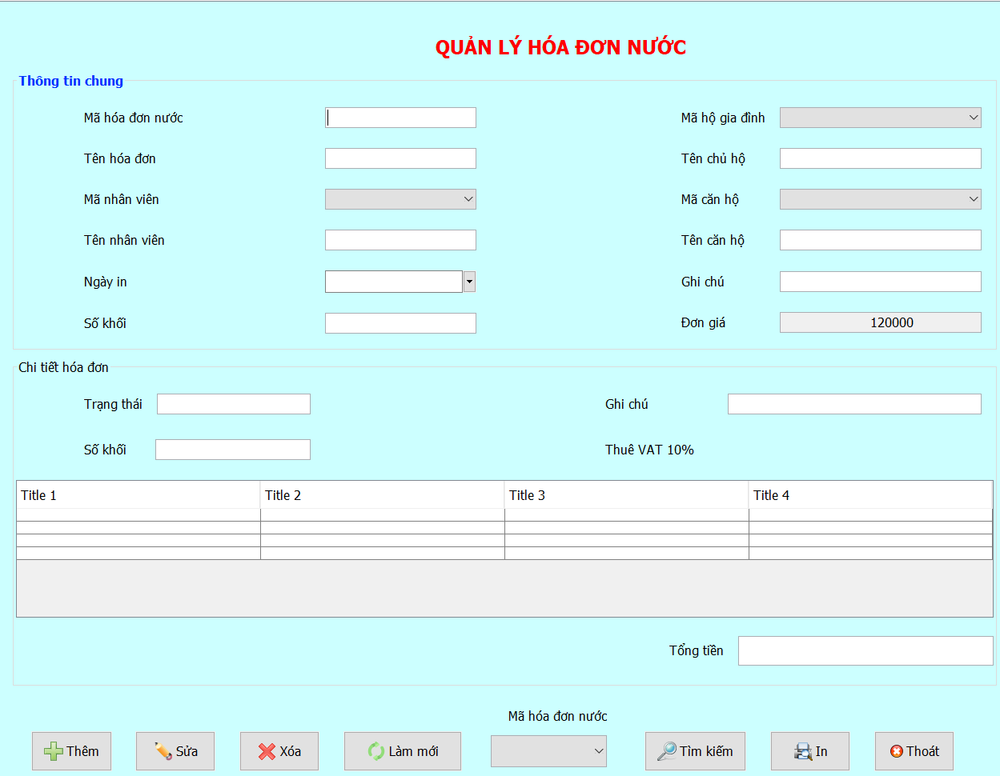 QUẢN LÝ HÓA ĐƠN NƯỚC
Thông tin chung
Mã hóa đơn nước
Mã hộ gia đình
Tên hóa đơn
Tên chủ hộ
Mã nhân viên
Mã căn hộ
Tên nhân viên
Tên căn hộ
Ngày in
Ghi chú
Số khối
Đơn giá 120000
Chi tiết hóa đơn
Trạng thái
Ghi chú
Số khối
Thuê VAT 10%
Title 1 Title 2 Title 3 Title 4
Tổng tiền
Mã hóa đơn nước
Thêm Sửa Xóa Làm mới Tìm kiếm In Thoát